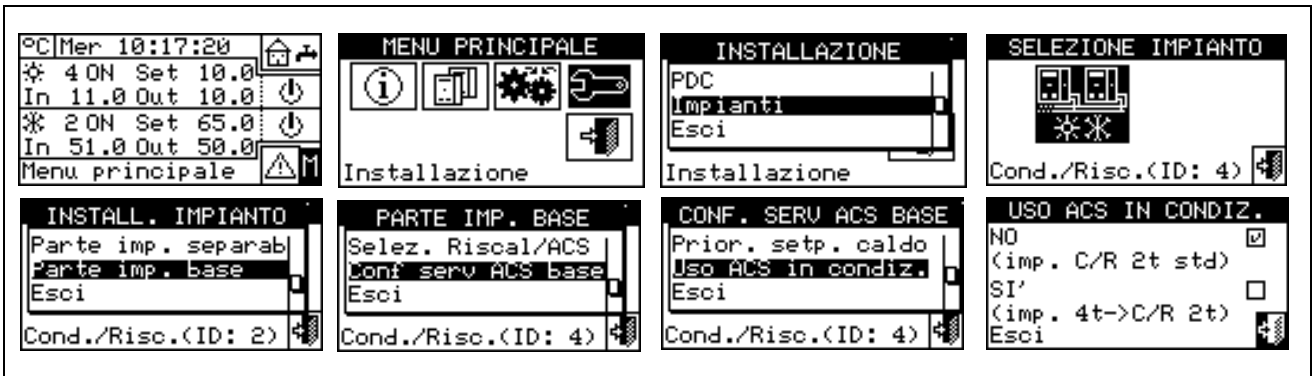 °C Mer 10:17:20
4 ON Set 10.0
In 11.0 Out 10.0
2 ON Set 65.0
In 51.0 Out 50.0
Menu principale M
MENU PRINCIPALE
Installazione
INSTALLAZIONE
PDC
Impianti
Esci
Installazione
SELEZIONE IMPIANTO
Cond./Risc.(ID: 4)
INSTALL. IMPIANTO
Parte imp. separab
Parte imp. base
Esci
Cond./Risc.(ID: 2)
PARTE IMP. BASE
Selez. Riscal/ACS
Conf serv ACS base
Esci
Cond./Risc.(ID: 4)
CONF. SERV ACS BASE
Prior. setp. caldo
Uso ACS in condiz.
Esci
Cond./Risc.(ID: 4)
USO ACS IN CONDIZ.
NO
(imp. C/R 2t std)
SI'
(imp. 4t->C/R 2t)
Esci